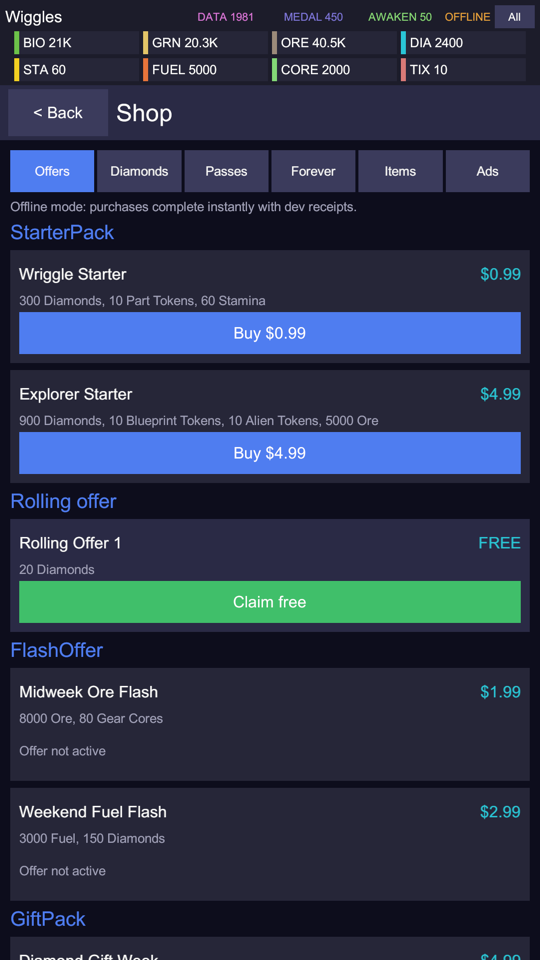 Wiggles DATA 1981 MEDAL 450 AWAKEN 50 OFFLINE All
BIO 21K GRN 20.3K ORE 40.5K DIA 2400
STA 60 FUEL 5000 CORE 2000 TIX 10
< Back Shop
Offers Diamonds Passes Forever Items Ads
Offline mode: purchases complete instantly with dev receipts.
StarterPack
Wriggle Starter $0.99
300 Diamonds, 10 Part Tokens, 60 Stamina
Buy $0.99
Explorer Starter $4.99
900 Diamonds, 10 Blueprint Tokens, 10 Alien Tokens, 5000 Ore
Buy $4.99
Rolling offer
Rolling Offer 1 FREE
20 Diamonds
Claim free
FlashOffer
Midweek Ore Flash $1.99
8000 Ore, 80 Gear Cores
Offer not active
Weekend Fuel Flash $2.99
3000 Fuel, 150 Diamonds
Offer not active
GiftPack
Diamond Gift Week $4.99